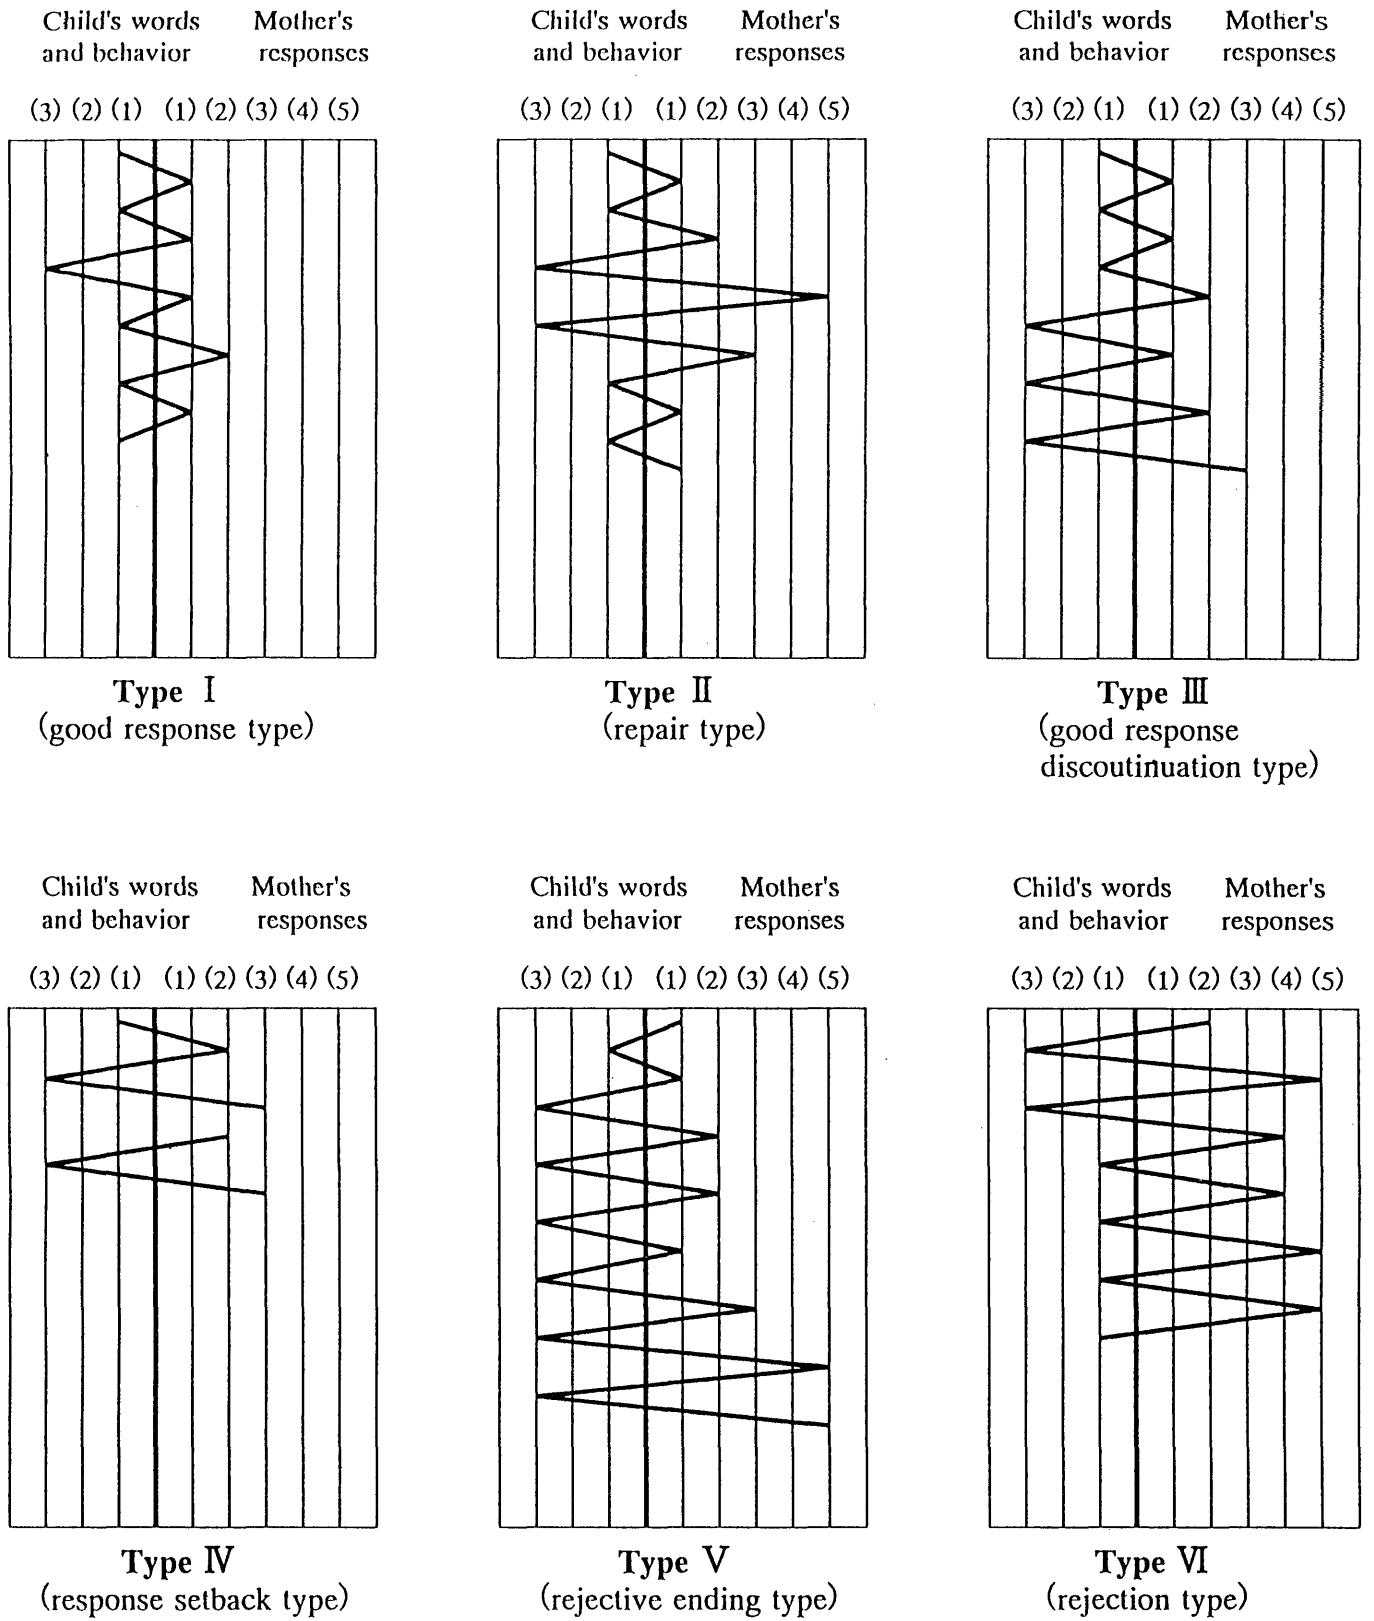 Child's words Mother's
and behavior responses
(3) (2) (1) (1) (2) (3) (4) (5)
Type Ⅰ
(good response type)
Child's words Mother's
and behavior responses
(3) (2) (1) (1) (2) (3) (4) (5)
Type Ⅱ
(repair type)
Child's words Mother's
and behavior responses
(3) (2) (1) (1) (2) (3) (4) (5)
Type Ⅲ
(good response
discoutinuation type)
Child's words Mother's
and behavior responses
(3) (2) (1) (1) (2) (3) (4) (5)
Type Ⅳ
(response setback type)
Child's words Mother's
and behavior responses
(3) (2) (1) (1) (2) (3) (4) (5)
Type Ⅴ
(rejective ending type)
Child's words Mother's
and behavior responses
(3) (2) (1) (1) (2) (3) (4) (5)
Type Ⅵ
(rejection type)